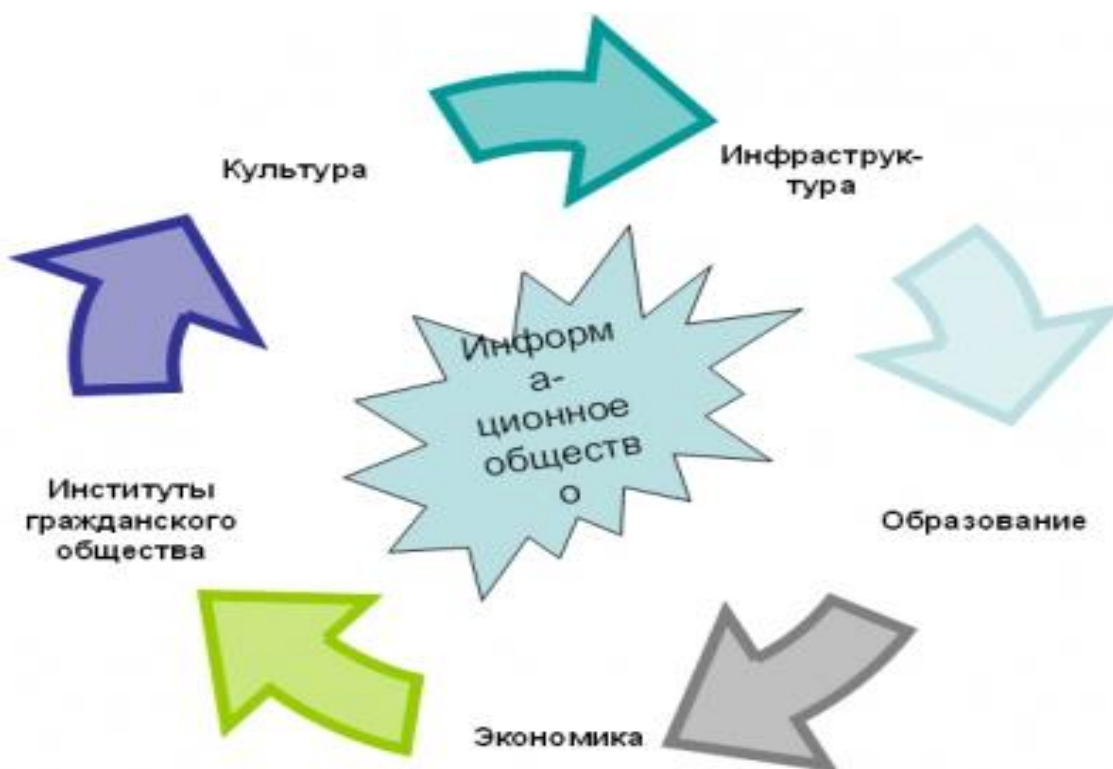 Культура
Инфраструк-
тура
Информ
а-
ционное
обществ
о
Институты
гражданского
общества
Образование
Экономика